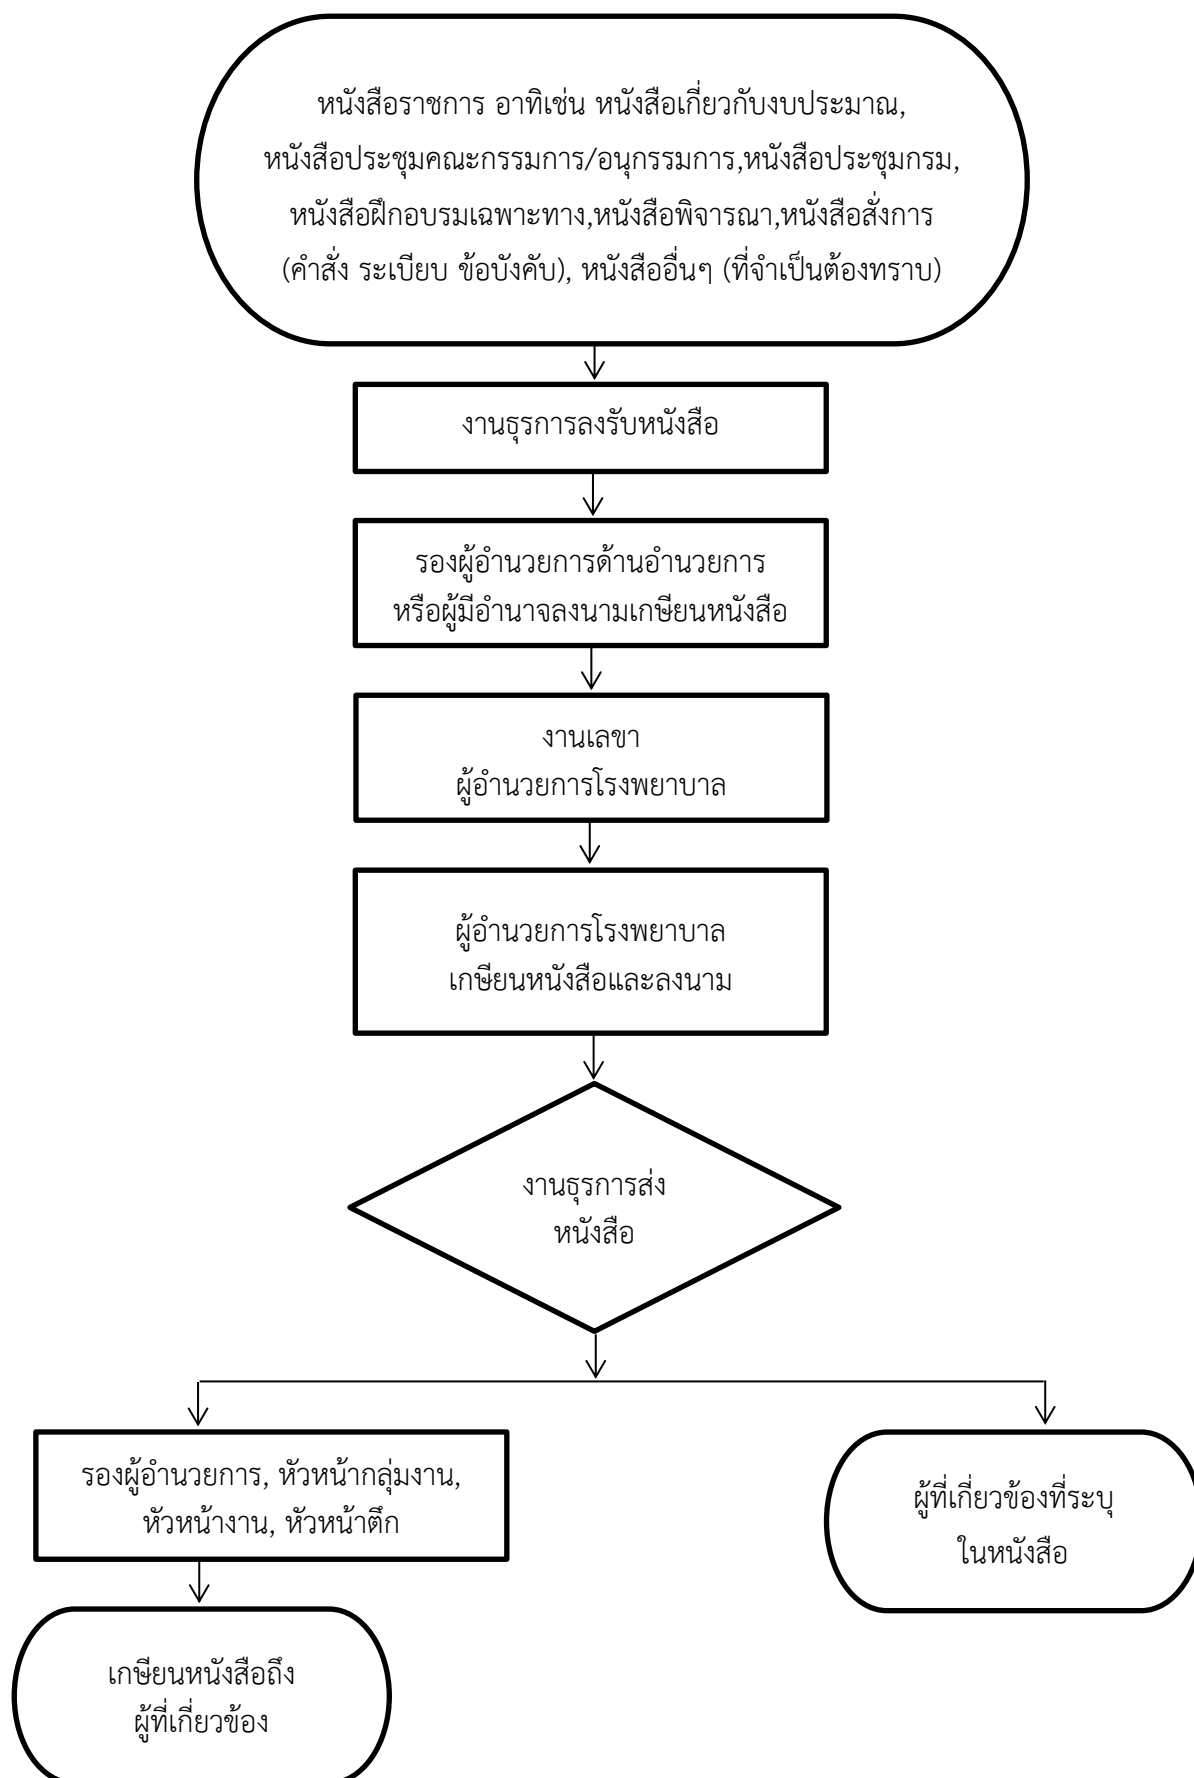 หนังสือราชการ อาทิเช่น หนังสือเกี่ยวกับงบประมาณ,
หนังสือประชุมคณะกรรมการ/อนุกรรมการ,หนังสือประชุมกรม,
หนังสือฝึกอบรมเฉพาะทาง,หนังสือพิจารณา,หนังสือสั่งการ
(คำสั่ง ระเบียบ ข้อบังคับ), หนังสืออื่นๆ (ที่จำเป็นต้องทราบ)
งานธุรการลงรับหนังสือ
รองผู้อำนวยการด้านอำนวยการ
หรือผู้มีอำนาจลงนามเกษียนหนังสือ
งานเลขา
ผู้อำนวยการโรงพยาบาล
ผู้อำนวยการโรงพยาบาล
เกษียนหนังสือและลงนาม
งานธุรการส่ง
หนังสือ
รองผู้อำนวยการ, หัวหน้ากลุ่มงาน,
หัวหน้างาน, หัวหน้าตึก
ผู้ที่เกี่ยวข้องที่ระบุ
ในหนังสือ
เกษียนหนังสือถึง
ผู้ที่เกี่ยวข้อง